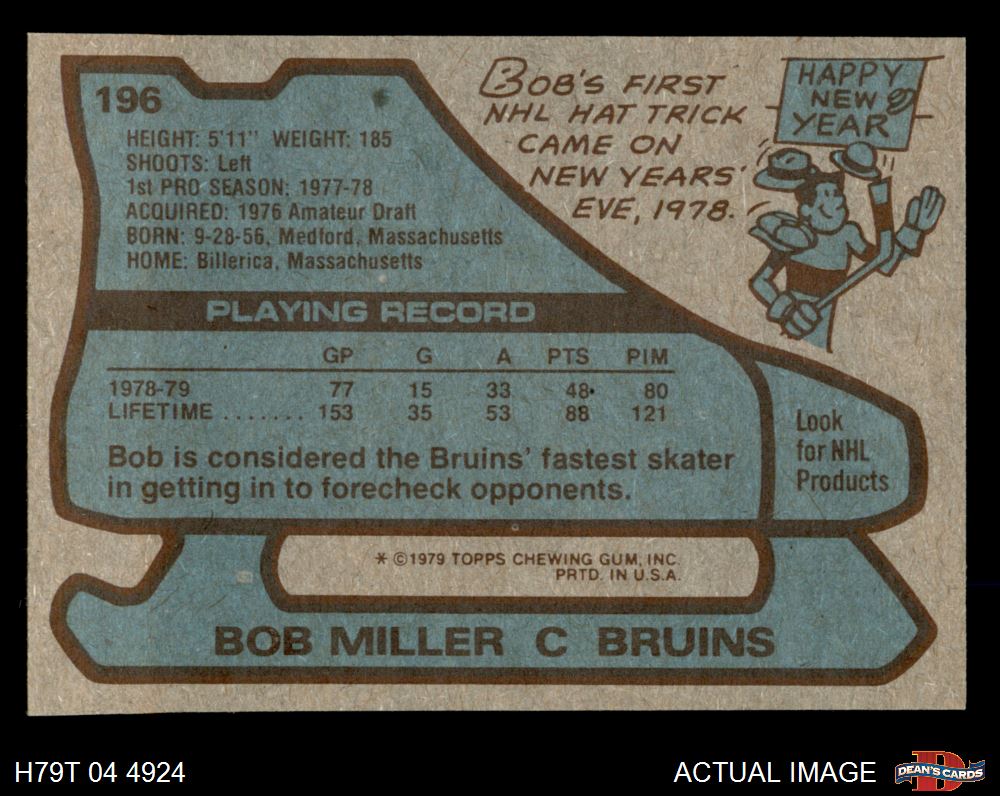 196
HEIGHT: 5'11" WEIGHT: 185
SHOOTS: Left
1st PRO SEASON: 1977-78
ACQUIRED: 1976 Amateur Draft
BORN: 9-28-56, Medford, Massachusetts
HOME: Billerica, Massachusetts
BOB'S FIRST
NHL HAT TRICK
CAME ON
NEW YEARS'
EVE, 1978.
HAPPY
NEW
YEAR
PLAYING RECORD
GP G A PTS PIM
1978-79 77 15 33 48 80
LIFETIME ....... 153 35 53 88 121
Bob is considered the Bruins' fastest skater
in getting in to forecheck opponents.
Look
for NHL
Products
* ©1979 TOPPS CHEWING GUM, INC.
PRTD. IN U.S.A.
BOB MILLER C BRUINS
H79T 04 4924
ACTUAL IMAGE
D
DEAN'S CARDS